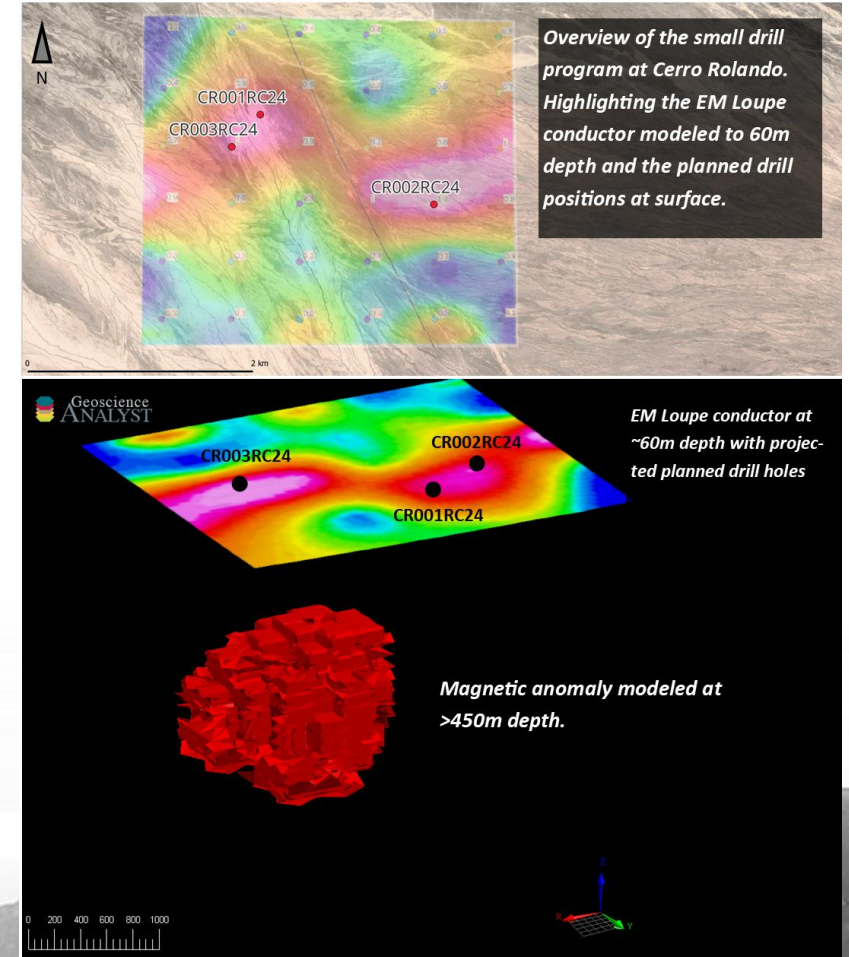 Overview of the small drill
program at Cerro Rolando.
Highlighting the EM Loupe
conductor modeled to 60m
depth and the planned drill
positions at surface.
N
CR001RC24
CR003RC24
CR002RC24
0 2 km
Geoscience
ANALYST
EM Loupe conductor at
~60m depth with projec-
ted planned drill holes
CR002RC24
CR003RC24
CR001RC24
Magnetic anomaly modeled at
>450m depth.
Z
X
Y
0 200 400 600 800 1000